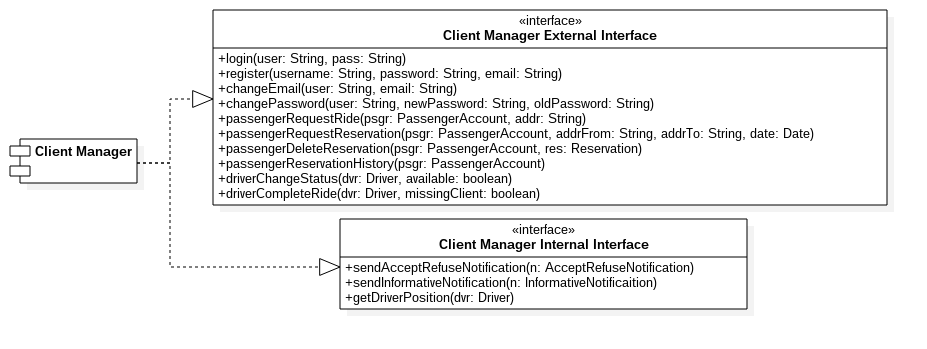 «interface»
Client Manager External Interface
+login(user: String, pass: String)
+register(username: String, password: String, email: String)
+changeEmail(user: String, email: String)
+changePassword(user: String, newPassword: String, oldPassword: String)
+passengerRequestRide(psgr: PassengerAccount, addr: String)
+passengerRequestReservation(psgr: PassengerAccount, addrFrom: String, addrTo: String, date: Date)
+passengerDeleteReservation(psgr: PassengerAccount, res: Reservation)
+passengerReservationHistory(psgr: PassengerAccount)
+driverChangeStatus(dvr: Driver, available: boolean)
+driverCompleteRide(dvr: Driver, missingClient: boolean)
Client Manager
«interface»
Client Manager Internal Interface
+sendAcceptRefuseNotification(n: AcceptRefuseNotification)
+sendInformativeNotification(n: InformativeNotificaition)
+getDriverPosition(dvr: Driver)